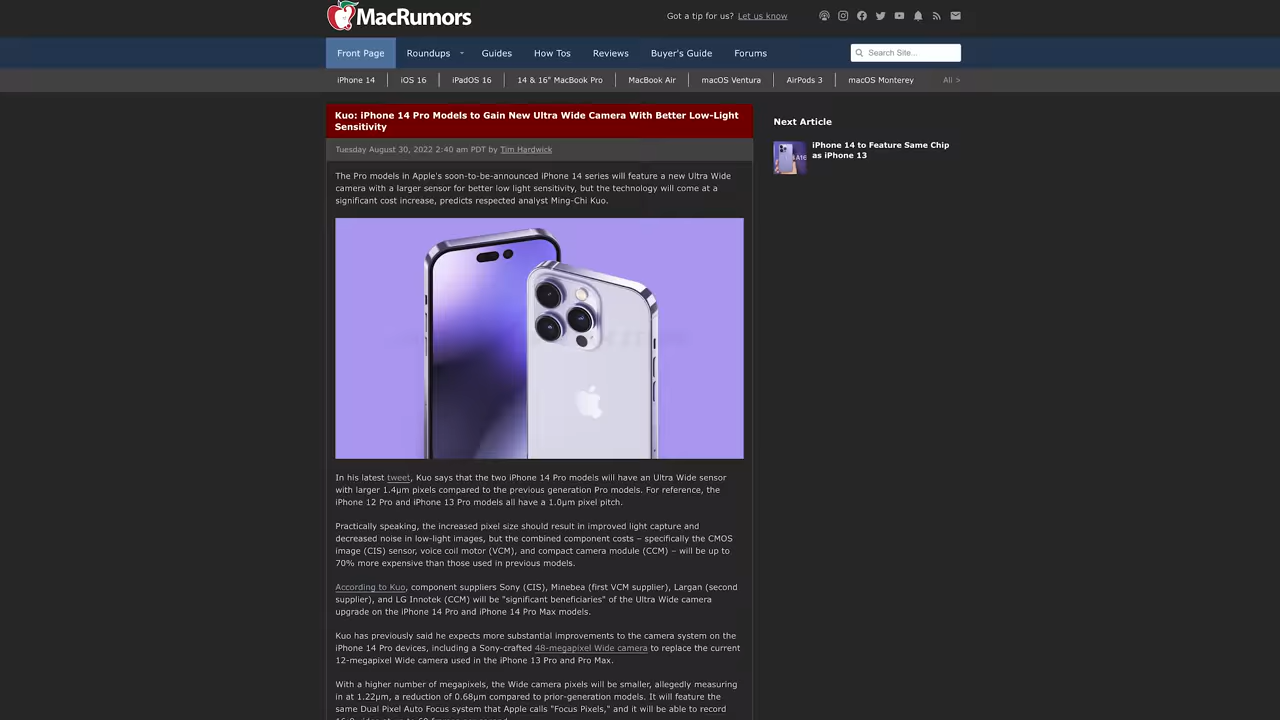 MacRumors
Got a tip for us? Let us know
Front Page Roundups Guides How Tos Reviews Buyer's Guide Forums Search Site...
iPhone 14 iOS 16 iPadOS 16 14 & 16" MacBook Pro MacBook Air macOS Ventura AirPods 3 macOS Monterey All >
Kuo: iPhone 14 Pro Models to Gain New Ultra Wide Camera With Better Low-Light
Sensitivity
Tuesday August 30, 2022 2:40 am PDT by Tim Hardwick
The Pro models in Apple's soon-to-be-announced iPhone 14 series will feature a new Ultra Wide
camera with a larger sensor for better low light sensitivity, but the technology will come at a
significant cost increase, predicts respected analyst Ming-Chi Kuo.
In his latest tweet, Kuo says that the two iPhone 14 Pro models will have an Ultra Wide sensor
with larger 1.4µm pixels compared to the previous generation Pro models. For reference, the
iPhone 12 Pro and iPhone 13 Pro models all have a 1.0µm pixel pitch.
Practically speaking, the increased pixel size should result in improved light capture and
decreased noise in low-light images, but the combined component costs – specifically the CMOS
image (CIS) sensor, voice coil motor (VCM), and compact camera module (CCM) – will be up to
70% more expensive than those used in previous models.
According to Kuo, component suppliers Sony (CIS), Minebea (first VCM supplier), Largan (second
supplier), and LG Innotek (CCM) will be "significant beneficiaries" of the Ultra Wide camera
upgrade on the iPhone 14 Pro and iPhone 14 Pro Max models.
Kuo has previously said he expects more substantial improvements to the camera system on the
iPhone 14 Pro devices, including a Sony-crafted 48-megapixel Wide camera to replace the current
12-megapixel Wide camera used in the iPhone 13 Pro and Pro Max.
With a higher number of megapixels, the Wide camera pixels will be smaller, allegedly measuring
in at 1.22µm, a reduction of 0.68µm compared to prior-generation models. It will feature the
same Dual Pixel Auto Focus system that Apple calls "Focus Pixels," and it will be able to record
Next Article
iPhone 14 to Feature Same Chip
as iPhone 13
A16